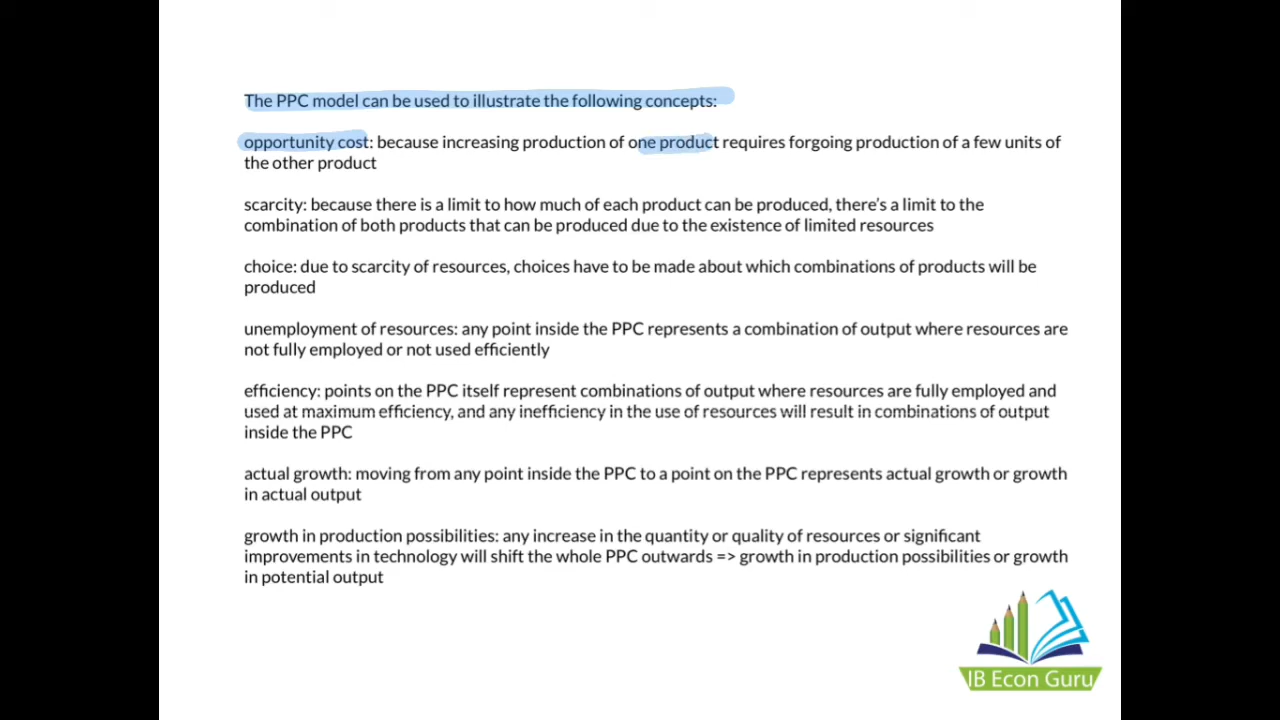 The PPC model can be used to illustrate the following concepts:
opportunity cost: because increasing production of one product requires forgoing production of a few units of
the other product
scarcity: because there is a limit to how much of each product can be produced, there's a limit to the
combination of both products that can be produced due to the existence of limited resources
choice: due to scarcity of resources, choices have to be made about which combinations of products will be
produced
unemployment of resources: any point inside the PPC represents a combination of output where resources are
not fully employed or not used efficiently
efficiency: points on the PPC itself represent combinations of output where resources are fully employed and
used at maximum efficiency, and any inefficiency in the use of resources will result in combinations of output
inside the PPC
actual growth: moving from any point inside the PPC to a point on the PPC represents actual growth or growth
in actual output
growth in production possibilities: any increase in the quantity or quality of resources or significant
improvements in technology will shift the whole PPC outwards => growth in production possibilities or growth
in potential output
IB Econ Guru